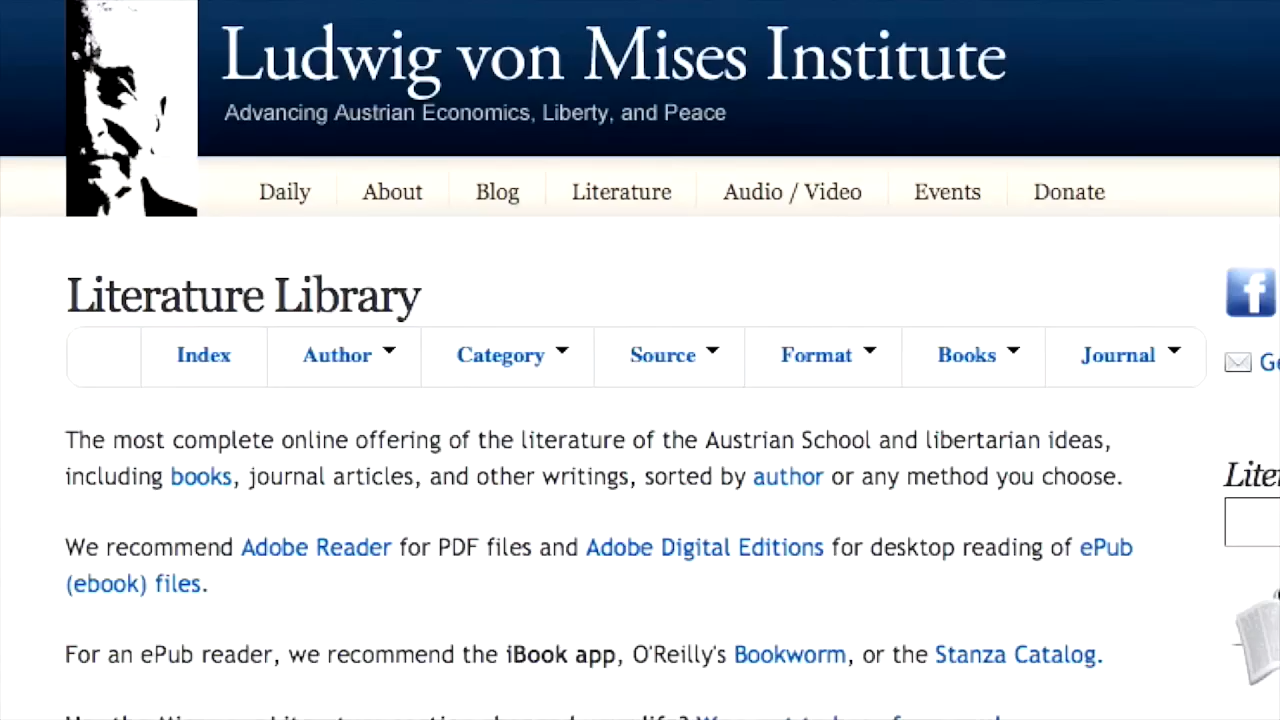 Ludwig von Mises Institute
Advancing Austrian Economics, Liberty, and Peace
Daily About Blog Literature Audio / Video Events Donate
Literature Library
Index Author Category Source Format Books Journal
The most complete online offering of the literature of the Austrian School and libertarian ideas,
including books, journal articles, and other writings, sorted by author or any method you choose.
We recommend Adobe Reader for PDF files and Adobe Digital Editions for desktop reading of ePub
(ebook) files.
For an ePub reader, we recommend the iBook app, O'Reilly's Bookworm, or the Stanza Catalog.